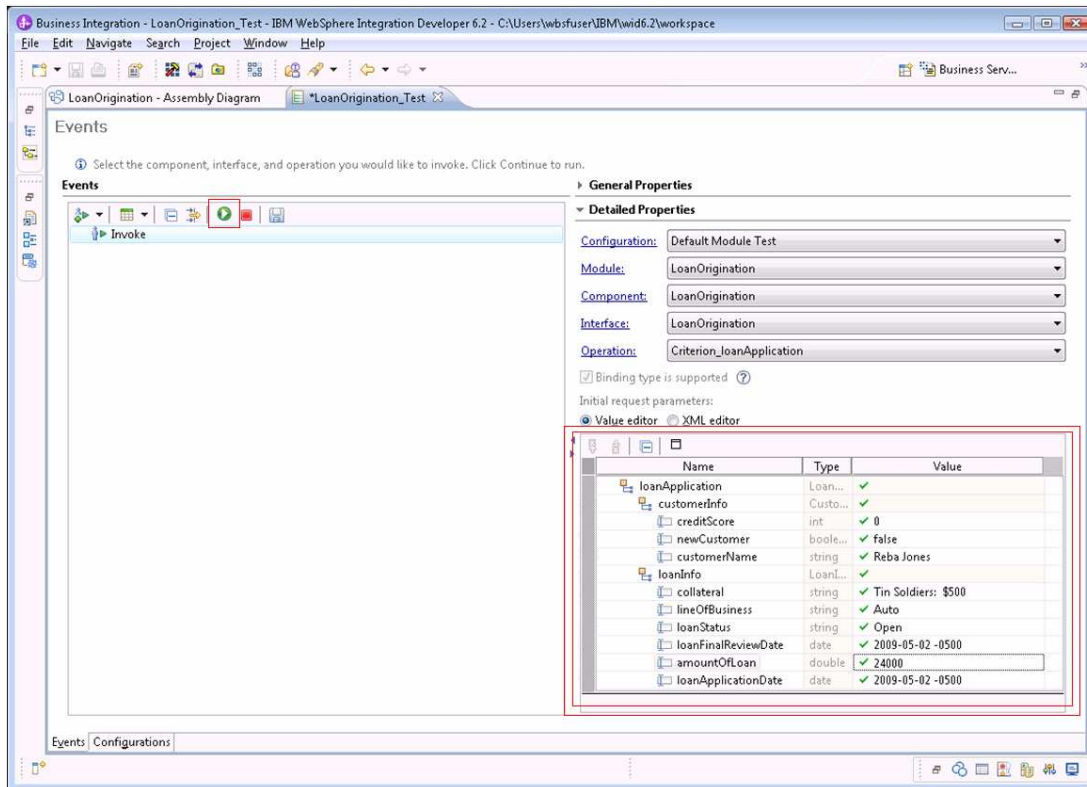 Business Integration - LoanOrigination_Test - IBM WebSphere Integration Developer 6.2 - C:\Users\wbsfuser\IBM\wid6.2\workspace
File Edit Navigate Search Project Window Help
Business Serv...
LoanOrigination - Assembly Diagram *LoanOrigination_Test
Events
Select the component, interface, and operation you would like to invoke. Click Continue to run.
Events
Invoke
General Properties
Detailed Properties
Configuration: Default Module Test
Module: LoanOrigination
Component: LoanOrigination
Interface: LoanOrigination
Operation: Criterion_loanApplication
Binding type is supported
Initial request parameters:
Value editor XML editor
Name Type Value
loanApplication Loan...
customerInfo Custo...
creditScore int 0
newCustomer boole... false
customerName string Reba Jones
loanInfo LoanI...
collateral string Tin Soldiers: $500
lineOfBusiness string Auto
loanStatus string Open
loanFinalReviewDate date 2009-05-02 -0500
amountOfLoan double 24000
loanApplicationDate date 2009-05-02 -0500
Events Configurations